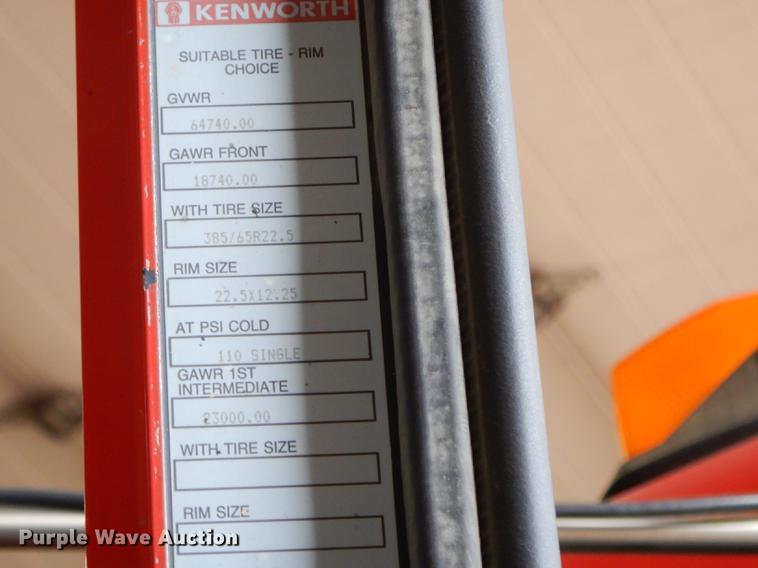 KENWORTH
SUITABLE TIRE - RIM
CHOICE
GVWR
64740.00
GAWR FRONT
18740.00
WITH TIRE SIZE
385/65R22.5
RIM SIZE
22.5X12.25
AT PSI COLD
110 SINGLE
GAWR 1ST
INTERMEDIATE
23000.00
WITH TIRE SIZE
RIM SIZE
Purple Wave Auction